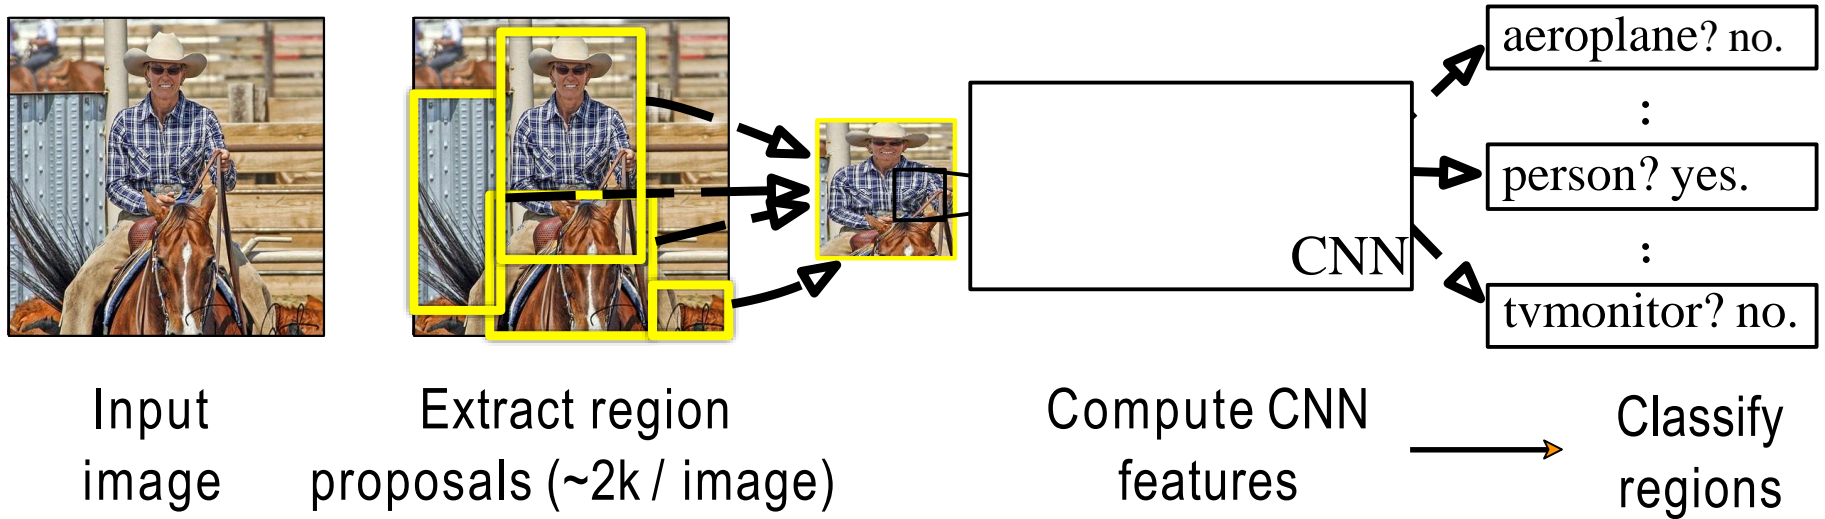 aeroplane? no.
:
person? yes.
:
tvmonitor? no.
CNN
Input
image
Extract region
proposals (~2k / image)
Compute CNN
features
Classify
regions